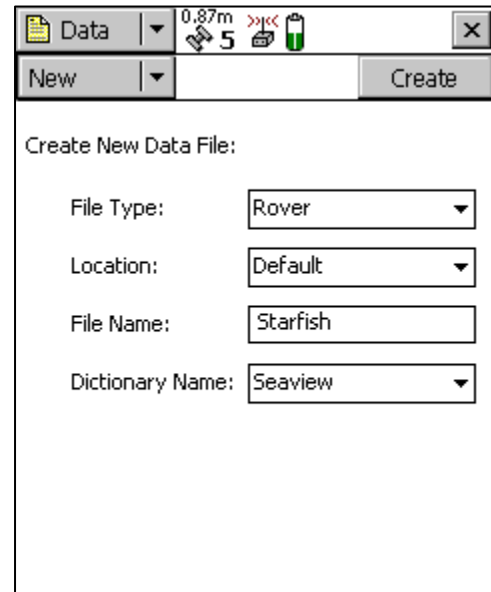 Data 0.87m 5
New Create
Create New Data File:
File Type: Rover
Location: Default
File Name: Starfish
Dictionary Name: Seaview